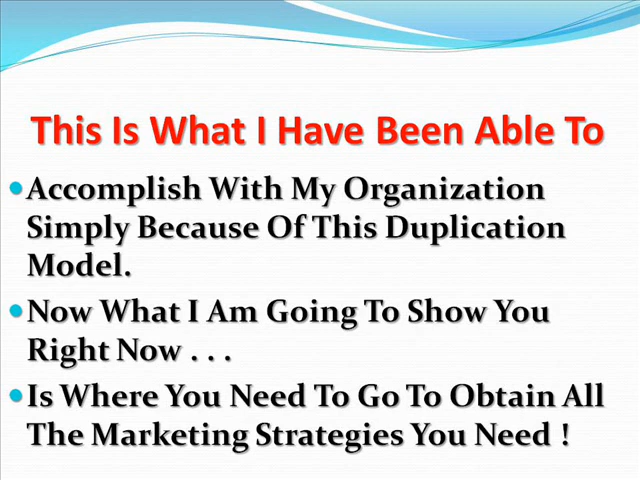 This Is What I Have Been Able To
Accomplish With My Organization
Simply Because Of This Duplication
Model.
Now What I Am Going To Show You
Right Now . . .
Is Where You Need To Go To Obtain All
The Marketing Strategies You Need !